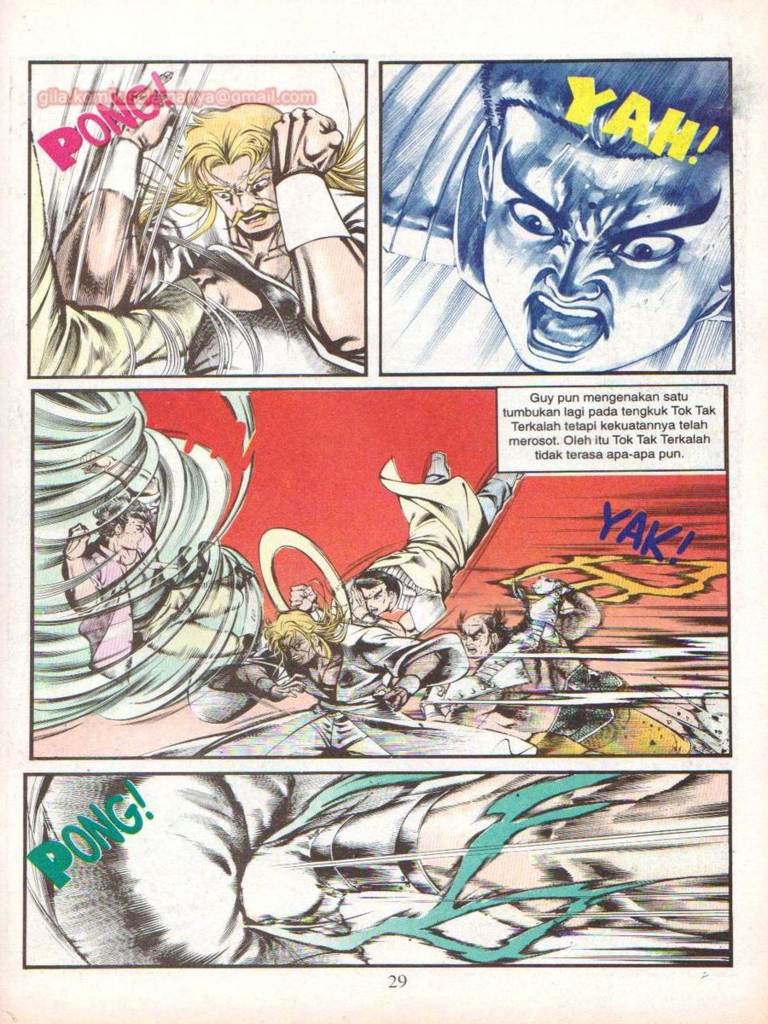 PONG!
YAH!
Guy pun mengenakan satu
tumbukan lagi pada tengkuk Tok Tak
Terkalah tetapi kekuatannya telah
merosot. Oleh itu Tok Tak Terkalah
tidak terasa apa-apa pun.
YAK!
PONG!
29